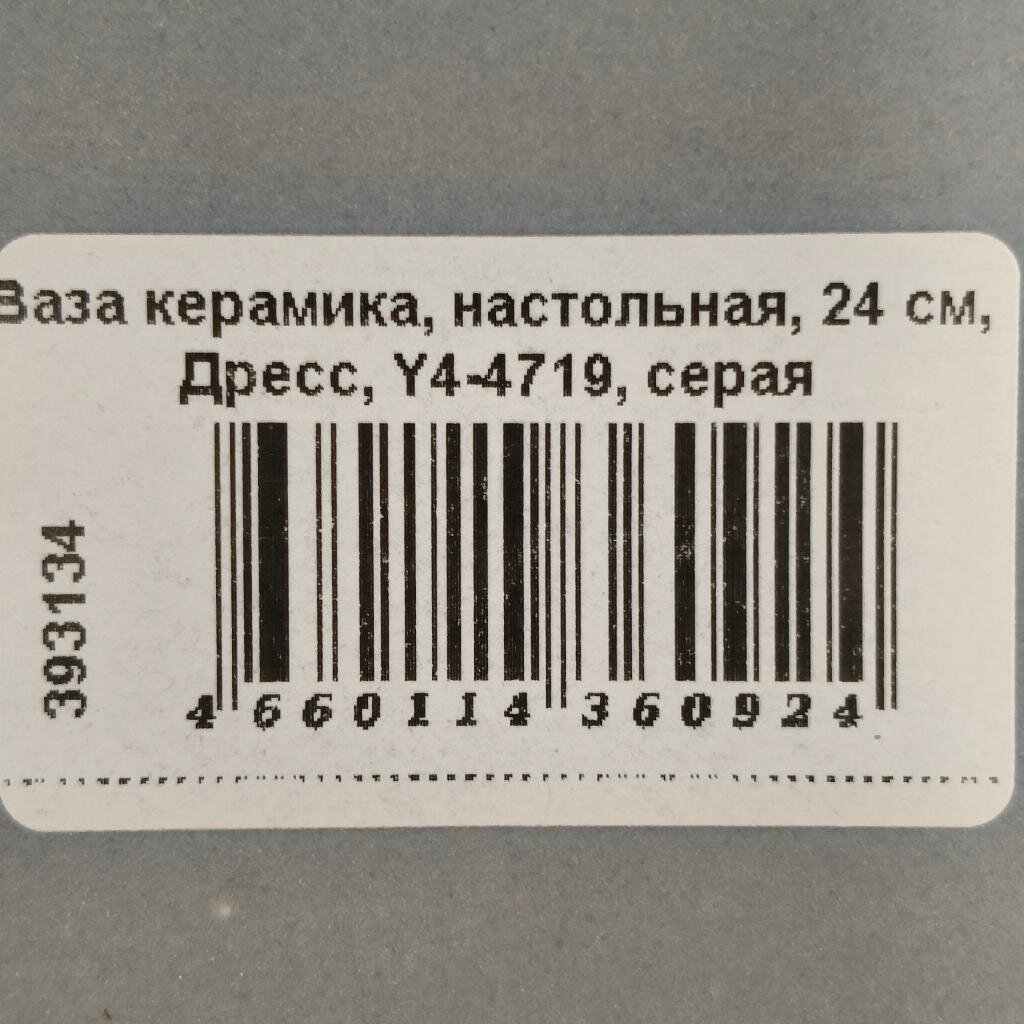 Ваза керамика, настольная, 24 см,
Дресс, Y4-4719, серая
393134
4 660114 360924